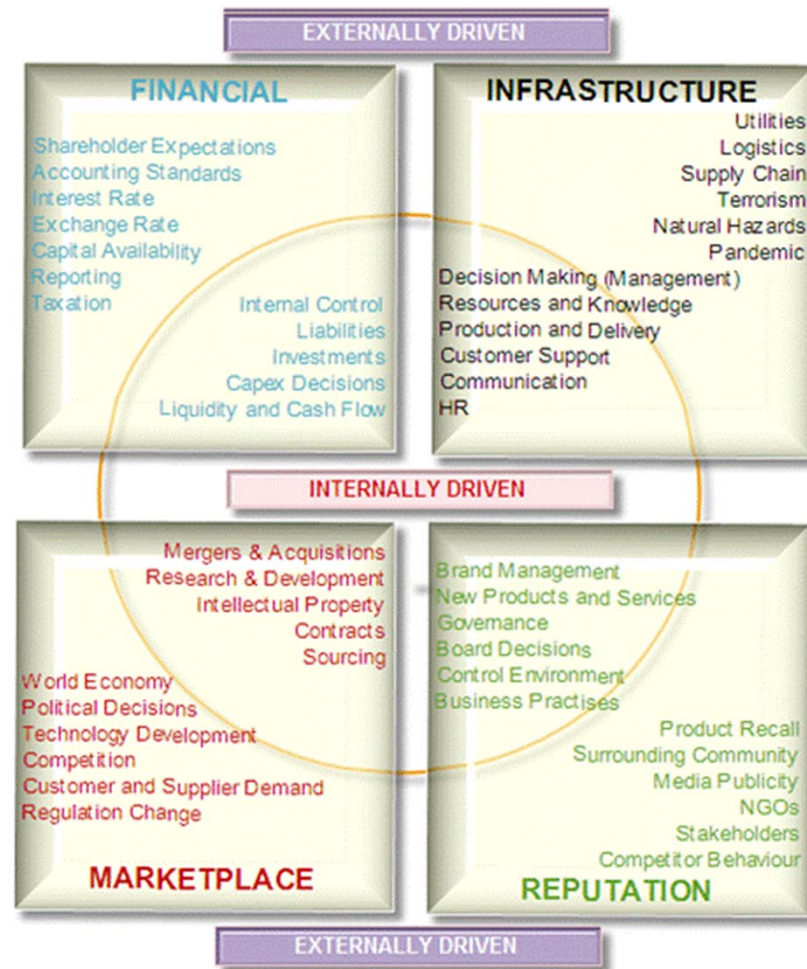 EXTERNALLY DRIVEN
FINANCIAL
Shareholder Expectations
Accounting Standards
Interest Rate
Exchange Rate
Capital Availability
Reporting
Taxation
Internal Control
Liabilities
Investments
Capex Decisions
Liquidity and Cash Flow
INFRASTRUCTURE
Utilities
Logistics
Supply Chain
Terrorism
Natural Hazards
Pandemic
Decision Making (Management)
Resources and Knowledge
Production and Delivery
Customer Support
Communication
HR
INTERNALLY DRIVEN
Mergers & Acquisitions
Research & Development
Intellectual Property
Contracts
Sourcing
World Economy
Political Decisions
Technology Development
Competition
Customer and Supplier Demand
Regulation Change
MARKETPLACE
Brand Management
New Products and Services
Governance
Board Decisions
Control Environment
Business Practises
Product Recall
Surrounding Community
Media Publicity
NGOs
Stakeholders
Competitor Behaviour
REPUTATION
EXTERNALLY DRIVEN